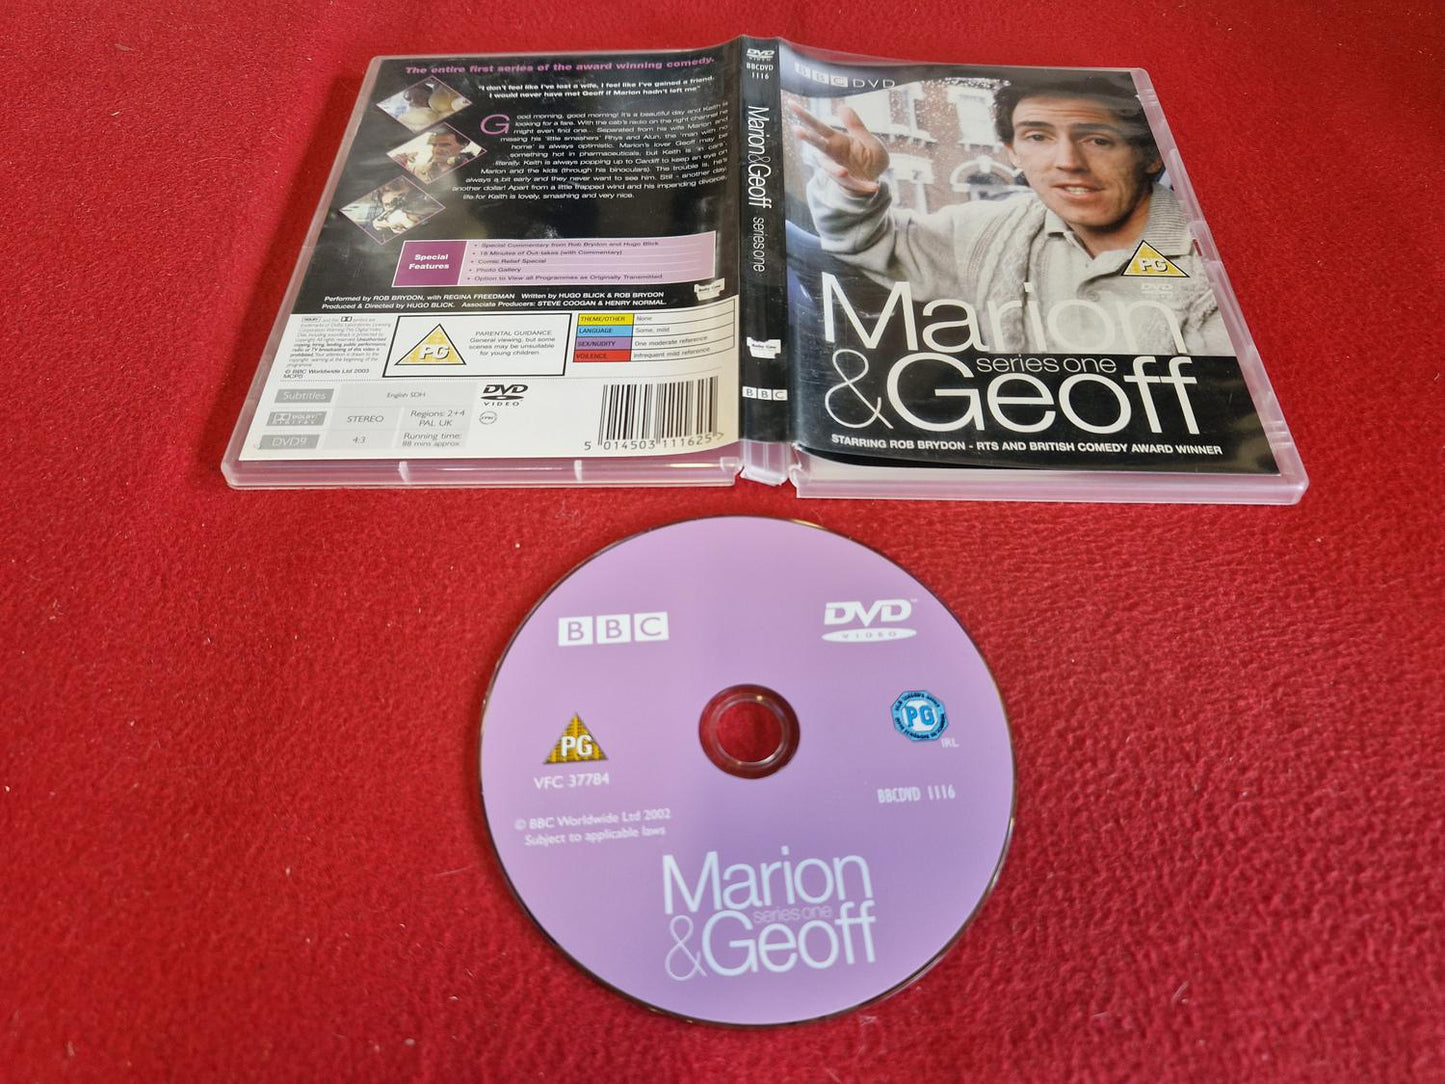 The entire first series of the award winning comedy.
"I don't feel like I've lost a wife, I feel like I've gained a friend.
I would never have met Geoff if Marion hadn't left me"
Good morning, good morning! It's a beautiful day and Keith is
looking for a fare. With the cab's radio on the right channel he
might even find one... Separated from his wife Marion and
missing his 'little smashers' Rhys and Alun, the 'man with no
home' is always optimistic. Marion's lover Geoff may be
something hot in pharmaceuticals, but Keith is 'in cars',
literally. Keith is always popping up to Cardiff to keep an eye on
Marion and the kids (through his binoculars). The trouble is, he's
always a bit early and they never want to see him. Still - another day,
another dollar! Apart from a little trapped wind and his impending divorce,
life for Keith is lovely, smashing and very nice.
Special
Features
• Special Commentary from Rob Brydon and Hugo Blick
• 18 Minutes of Out-takes (with Commentary)
• Comic Relief Special
• Photo Gallery
• Option to View all Programmes as Originally Transmitted
Performed by ROB BRYDON, with REGINA FREEDMAN Written by HUGO BLICK & ROB BRYDON
Produced & Directed by HUGO BLICK. Associate Producers: STEVE COOGAN & HENRY NORMAL.
Baby Cow
© BBC Worldwide Ltd 2003
MCPS
PG
PARENTAL GUIDANCE
General viewing, but some
scenes may be unsuitable
for young children
THEME/OTHER None
LANGUAGE Some, mild
SEX/NUDITY One moderate reference
VIOLENCE Infrequent mild reference
Subtitles English SDH
DOLBY DIGITAL STEREO
DVD9 4:3
Regions: 2+4
PAL UK
Running time:
88 mins approx
DVD
VIDEO
5 014503 111625
DVD
VIDEO
BBCDVD
1116
Marion&Geoff series one
Baby Cow
BBC
BBC DVD
PG
DVD
Marion
series one
&Geoff
STARRING ROB BRYDON - RTS AND BRITISH COMEDY AWARD WINNER
BBC
DVD™
VIDEO
PG
VFC 37784
PG
IRL
BBCDVD 1116
© BBC Worldwide Ltd 2002
Subject to applicable laws
Marion
series one
&Geoff